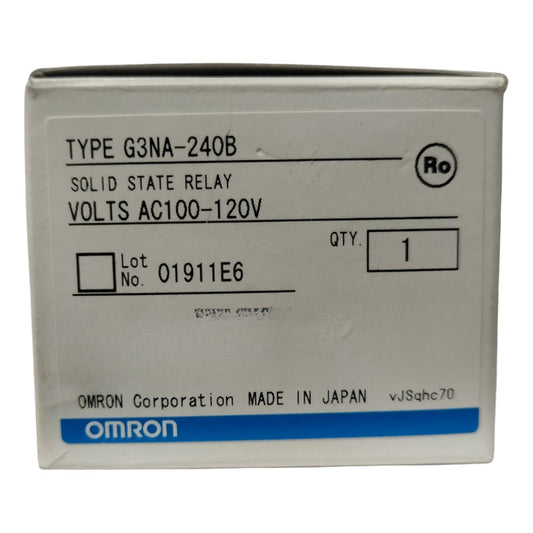 TYPE G3NA-240B
Ro
SOLID STATE RELAY
VOLTS AC100-120V
QTY. 1
Lot No. 01911E6
OMRON Corporation MADE IN JAPAN vJSqhc70
OMRON